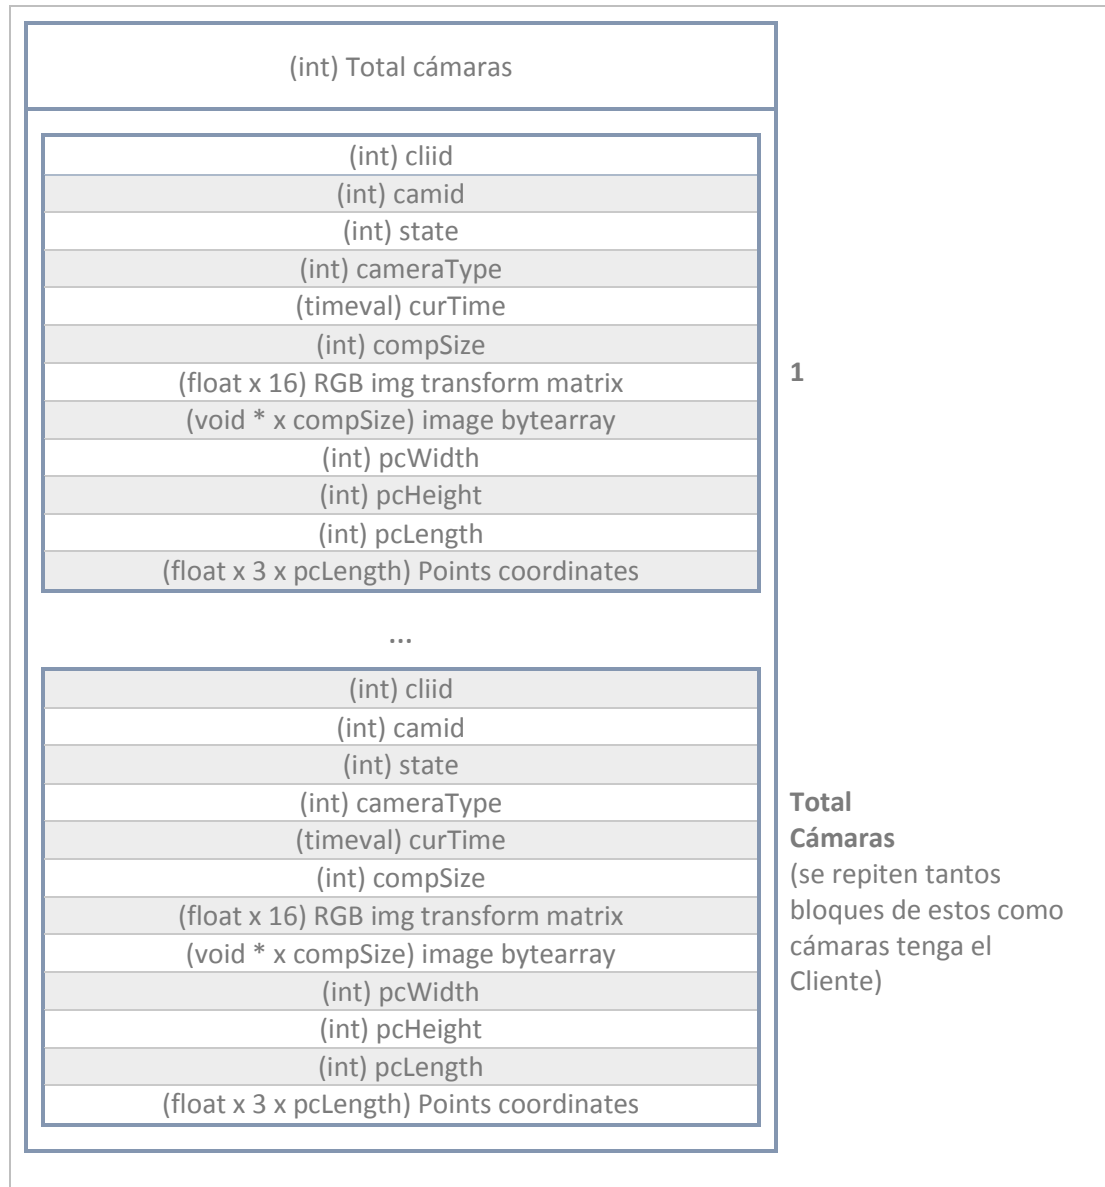 (int) Total cámaras
(int) cliid
(int) camid
(int) state
(int) cameraType
(timeval) curTime
(int) compSize
(float x 16) RGB img transform matrix
(void * x compSize) image bytearray
(int) pcWidth
(int) pcHeight
(int) pcLength
(float x 3 x pcLength) Points coordinates
1
...
(int) cliid
(int) camid
(int) state
(int) cameraType
(timeval) curTime
(int) compSize
(float x 16) RGB img transform matrix
(void * x compSize) image bytearray
(int) pcWidth
(int) pcHeight
(int) pcLength
(float x 3 x pcLength) Points coordinates
Total
Cámaras
(se repiten tantos
bloques de estos como
cámaras tenga el
Cliente)